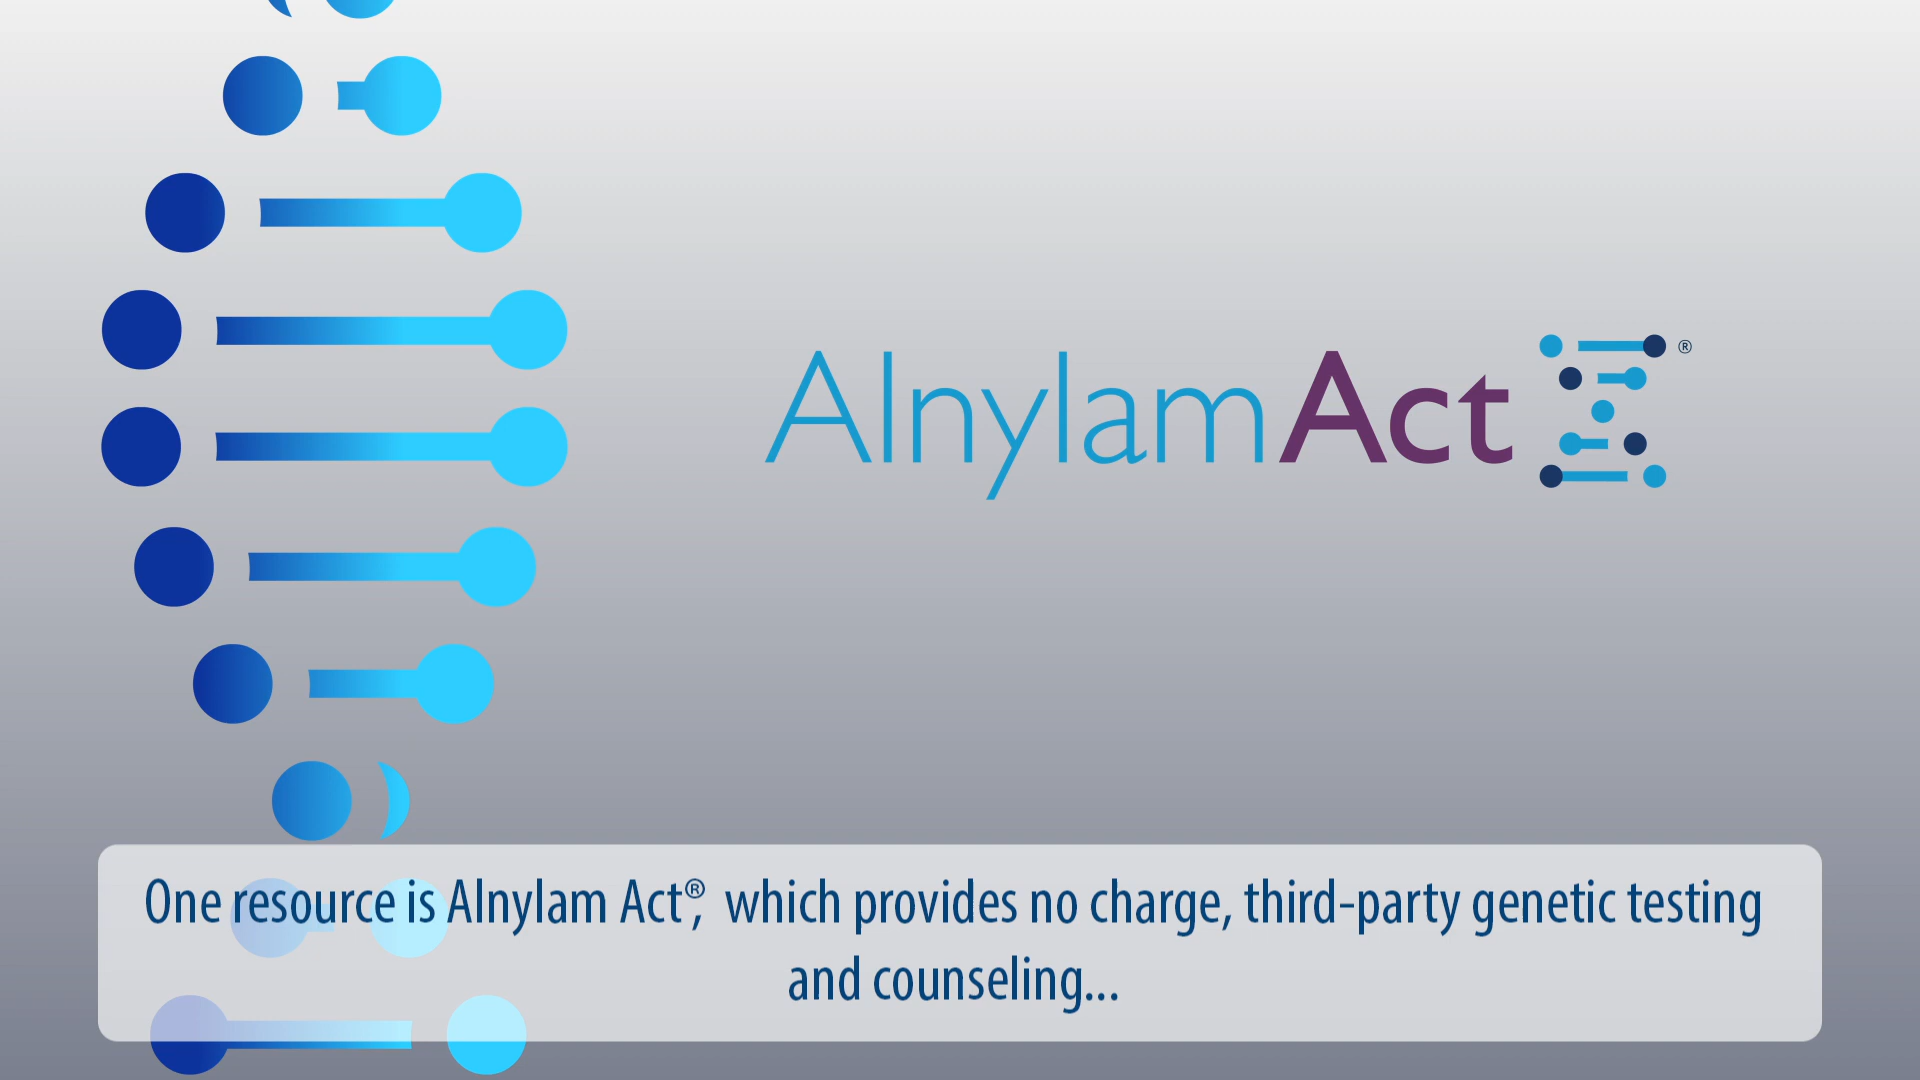 AlnylamAct®
One resource is Alnylam Act®, which provides no charge, third-party genetic testing
and counseling...